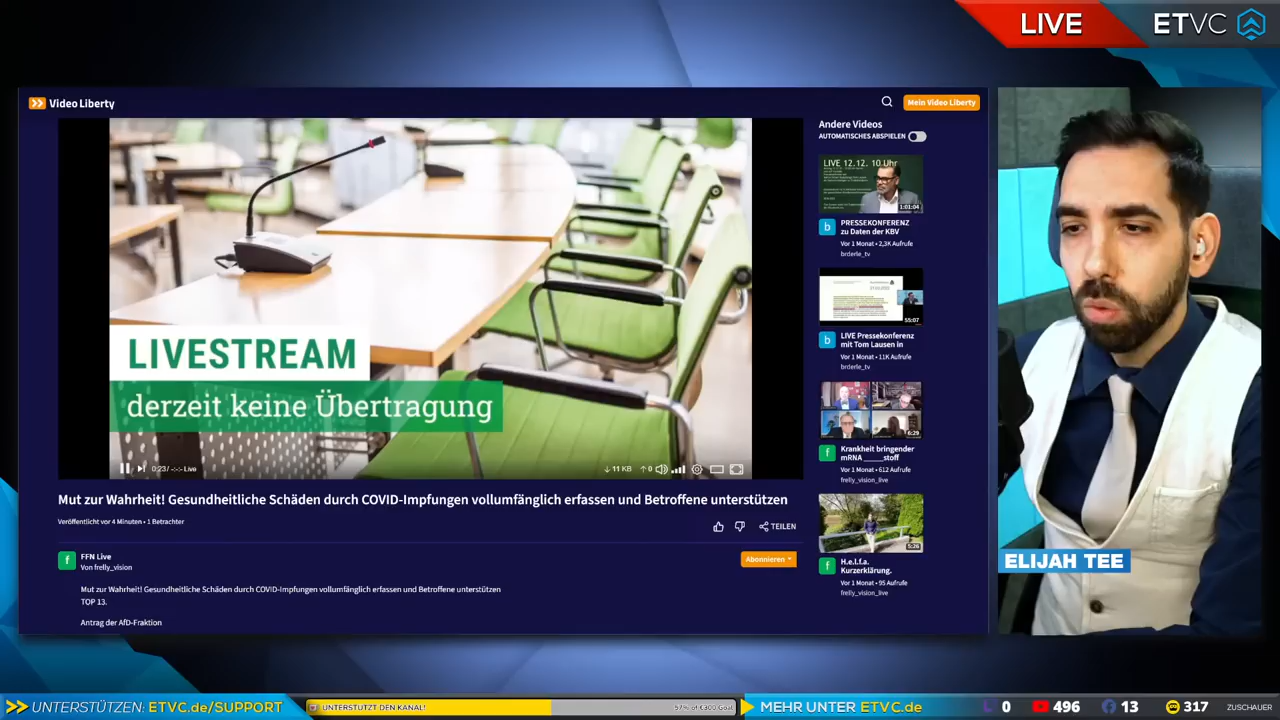 LIVE
ETVC
Video Liberty
Mein Video Liberty
LIVESTREAM
derzeit keine Übertragung
0:23 / -:-:- Live
↓ 11 KB ↑ 0
Mut zur Wahrheit! Gesundheitliche Schäden durch COVID-Impfungen vollumfänglich erfassen und Betroffene unterstützen
Veröffentlicht vor 4 Minuten • 1 Betrachter
TEILEN
f
FFN Live
Von frelly_vision
Abonnieren
Mut zur Wahrheit! Gesundheitliche Schäden durch COVID-Impfungen vollumfänglich erfassen und Betroffene unterstützen
TOP 13.
Antrag der AfD-Fraktion
Andere Videos
AUTOMATISCHES ABSPIELEN
LIVE 12.12. 10 Uhr
1:01:04
b
PRESSEKONFERENZ
zu Daten der KBV
Vor 1 Monat • 2,3K Aufrufe
brderle_tv
55:07
b
LIVE Pressekonferenz
mit Tom Lausen in
Vor 1 Monat • 11K Aufrufe
brderle_tv
6:29
f
Krankheit bringender
mRNA _____stoff
Vor 1 Monat • 612 Aufrufe
frelly_vision_live
5:26
f
H.e.l.f.a.
Kurzerklärung.
Vor 1 Monat • 95 Aufrufe
frelly_vision_live
ELIJAH TEE
UNTERSTÜTZEN: ETVC.de/SUPPORT
UNTERSTÜTZT DEN KANAL!
57% of €300 Goal
MEHR UNTER ETVC.de
0
496
13
317
ZUSCHAUER